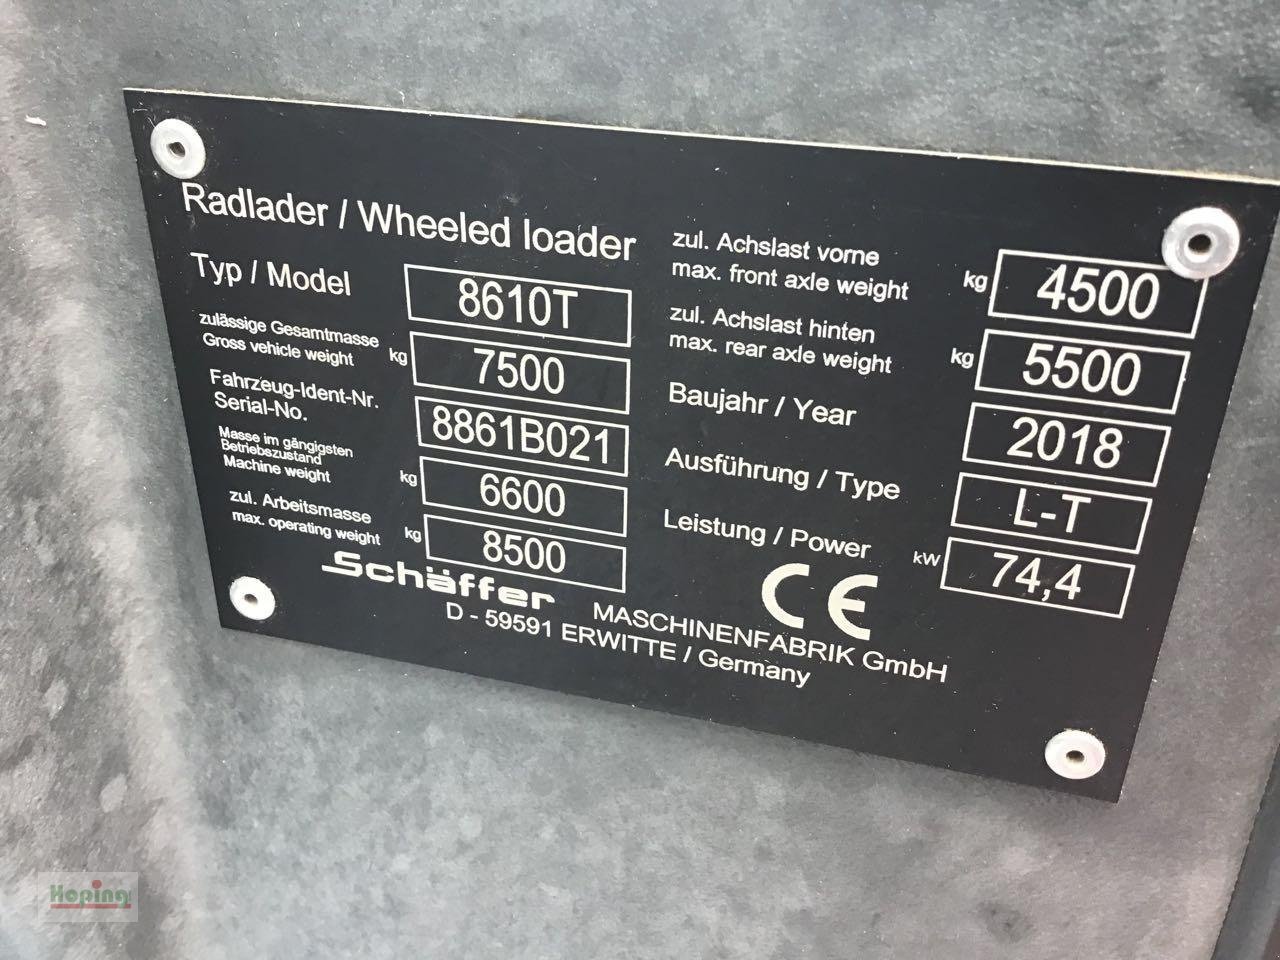 Radlader / Wheeled loader
Typ / Model 8610T
zulässige Gesamtmasse
Gross vehicle weight kg 7500
Fahrzeug-Ident-Nr.
Serial-No. 8861B021
Masse im gängigsten
Betriebszustand
Machine weight kg 6600
zul. Arbeitsmasse
max. operating weight kg 8500
zul. Achslast vorne
max. front axle weight kg 4500
zul. Achslast hinten
max. rear axle weight kg 5500
Baujahr / Year 2018
Ausführung / Type L-T
Leistung / Power kW 74,4
CE
Schäffer MASCHINENFABRIK GmbH
D - 59591 ERWITTE / Germany
Hoping